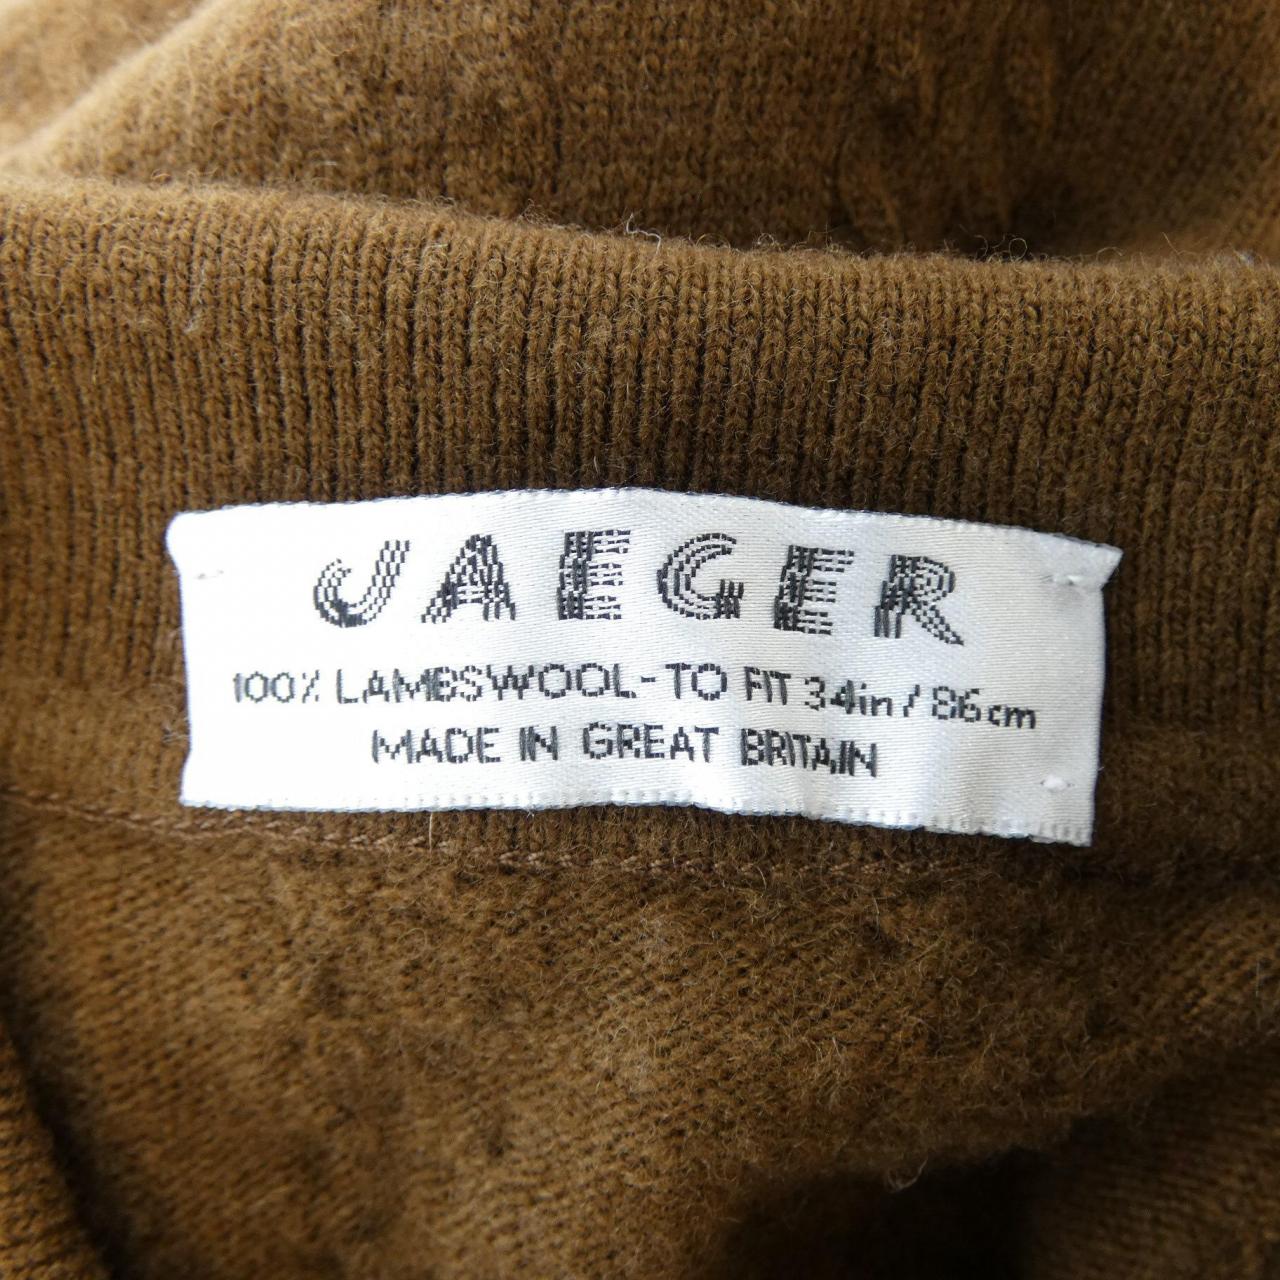 JAEGER
100% LAMBSWOOL-TO FIT 34in/86cm
MADE IN GREAT BRITAIN